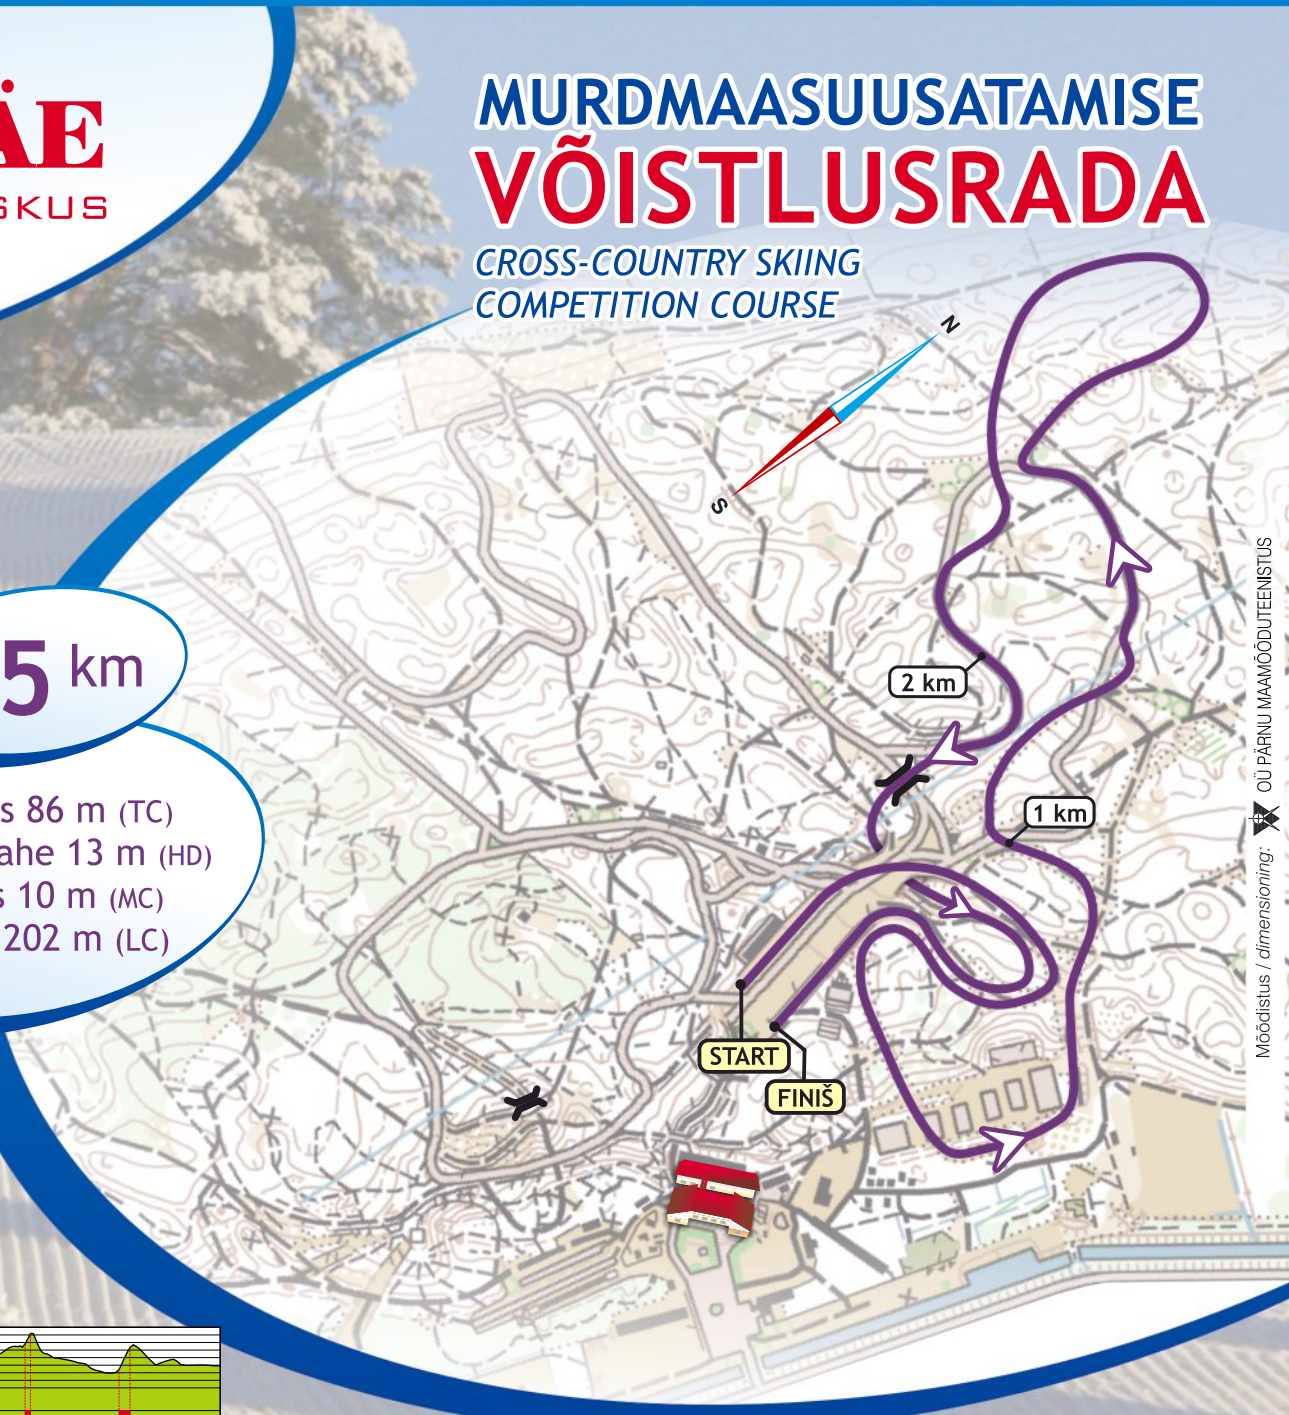 ÄE
SKUS
MURDMAASUUSATAMISE
VÕISTLUSRADA
CROSS-COUNTRY SKIING
COMPETITION COURSE
N
S
5 km
s 86 m (TC)
ahe 13 m (HD)
s 10 m (MC)
202 m (LC)
2 km
1 km
START
FINIŠ
Mõõdistus / dimensioning: OÜ PÄRNU MAAMÕÕDUTEENISTUS